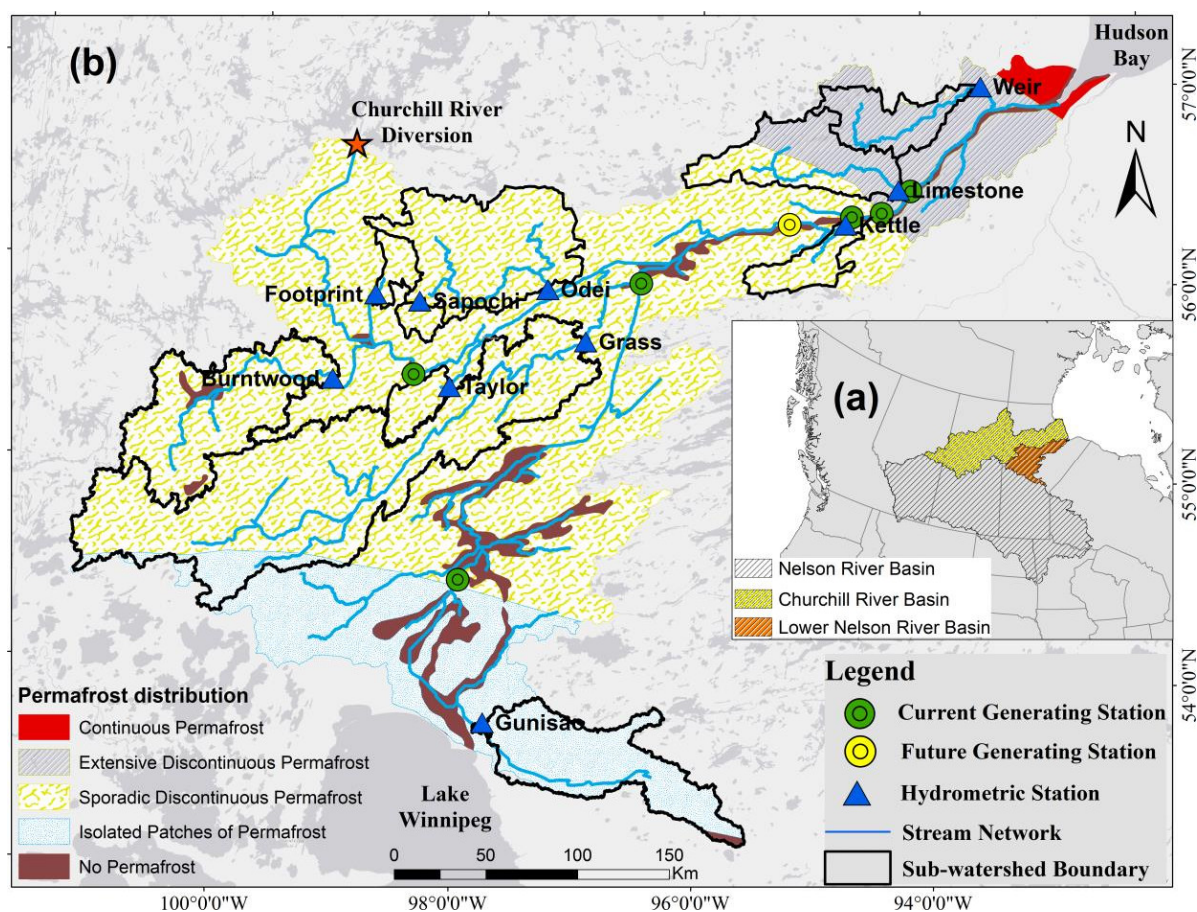 (b)
Churchill River
Diversion
Hudson
Bay
Weir
Limestone
Kettle
Footprint
Sapochi
Odei
Grass
Burntwood
Taylor
Gunisao
Lake
Winnipeg
N
57°0'0"N
56°0'0"N
55°0'0"N
54°0'0"N
(a)
Nelson River Basin
Churchill River Basin
Lower Nelson River Basin
Permafrost distribution
Continuous Permafrost
Extensive Discontinuous Permafrost
Sporadic Discontinuous Permafrost
Isolated Patches of Permafrost
No Permafrost
0 50 100 150
Km
Legend
Current Generating Station
Future Generating Station
Hydrometric Station
Stream Network
Sub-watershed Boundary
100°0'0"W 98°0'0"W 96°0'0"W 94°0'0"W